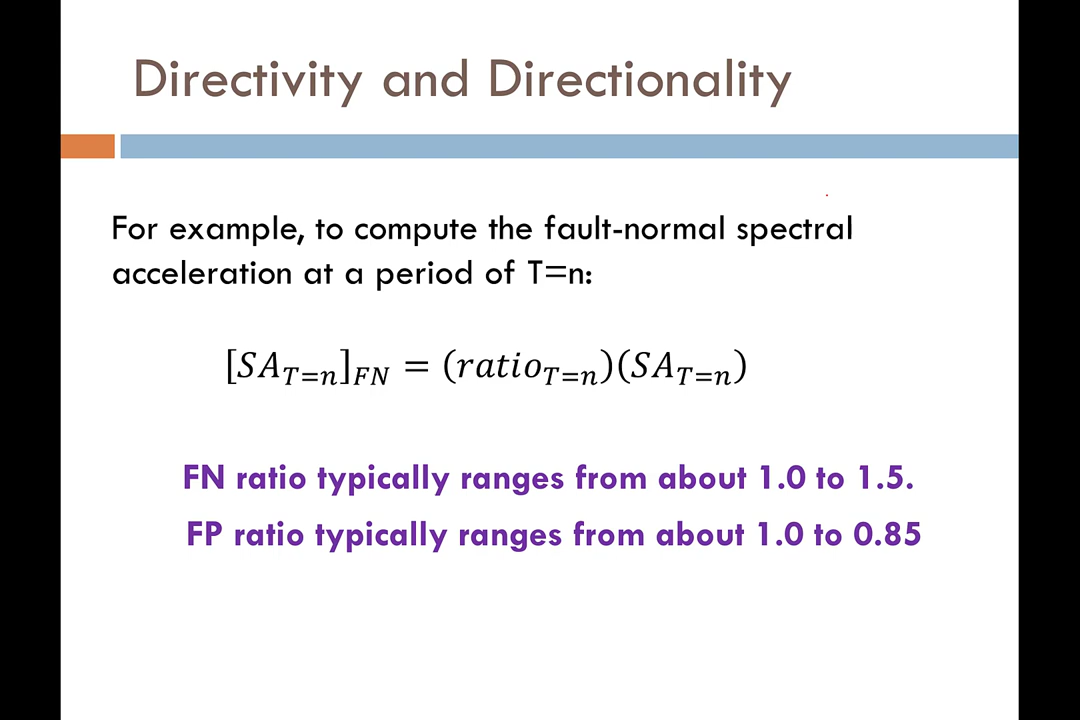 Directivity and Directionality
For example, to compute the fault-normal spectral
acceleration at a period of T=n:
[SA_{T=n}]_{FN} = (ratio_{T=n})(SA_{T=n})
FN ratio typically ranges from about 1.0 to 1.5.
FP ratio typically ranges from about 1.0 to 0.85